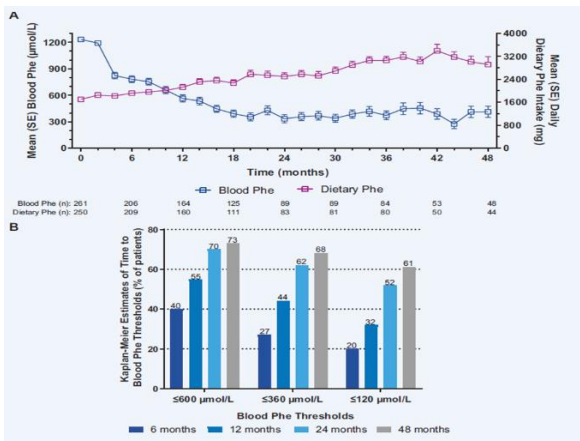 A
Mean (SE) Blood Phe (µmol/L)
1200
900
600
300
0
4000
3200
2400
1600
800
0
Mean (SE) Daily
Dietary Phe Intake (mg)
0 6 12 18 24 30 36 42 48
Time (months)
Blood Phe Dietary Phe
Blood Phe (n): 261 206 164 125 89 89 84 53 48
Dietary Phe (n): 250 209 160 111 83 81 80 50 44
B
Kaplan-Meier Estimates of Time to
Blood Phe Thresholds (% of patients)
80
60
40
20
0
40 55 70 73
27 44 62 68
20 32 52 61
≤600 µmol/L ≤360 µmol/L ≤120 µmol/L
Blood Phe Thresholds
6 months 12 months 24 months 48 months